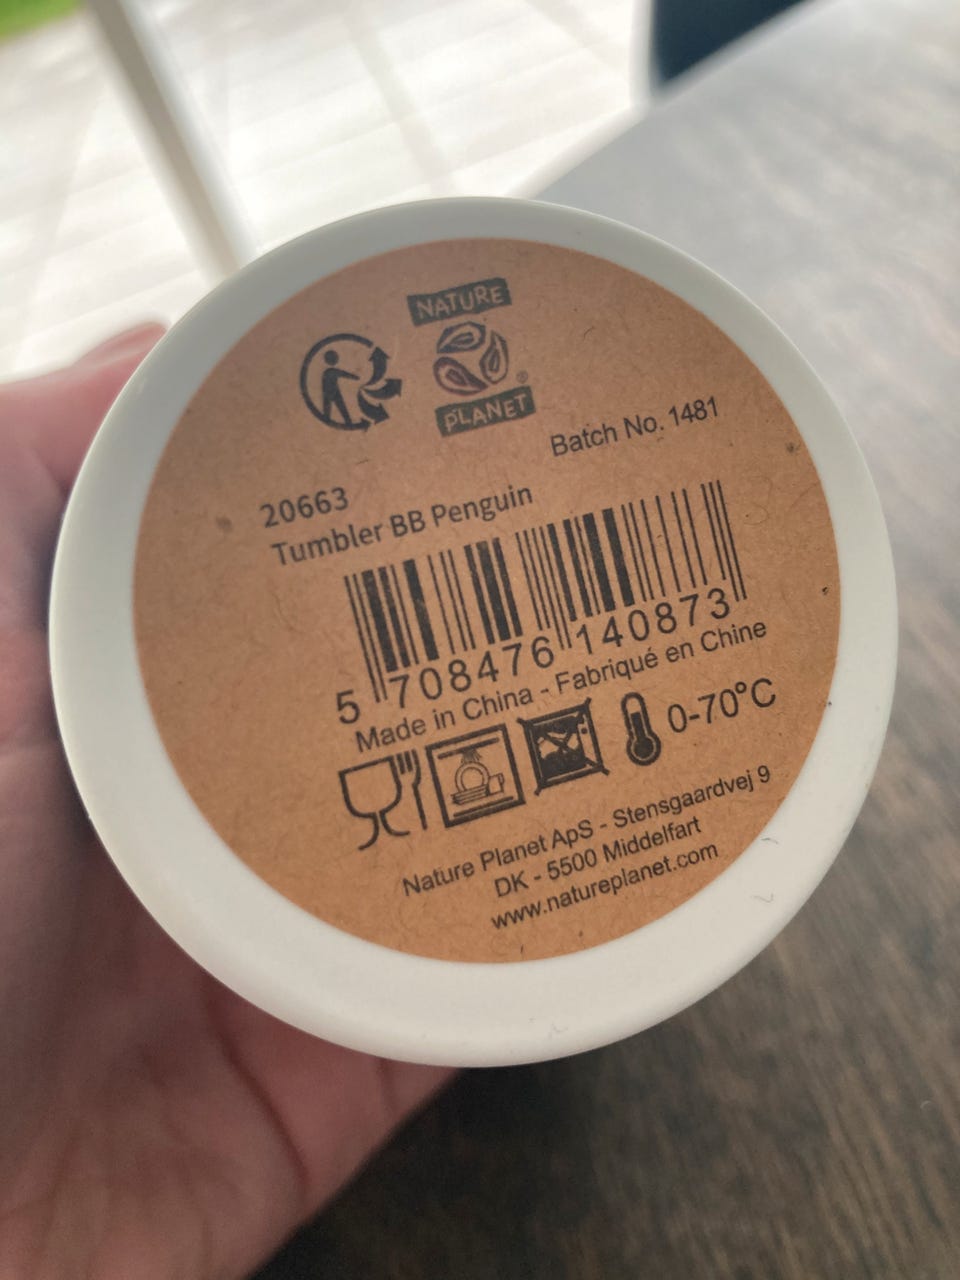 NATURE
PLANET
®
Batch No. 1481
20663
Tumbler BB Penguin
5 708476 140873
Made in China - Fabriqué en Chine
0-70°C
Nature Planet ApS - Stensgaardvej 9
DK - 5500 Middelfart
www.natureplanet.com